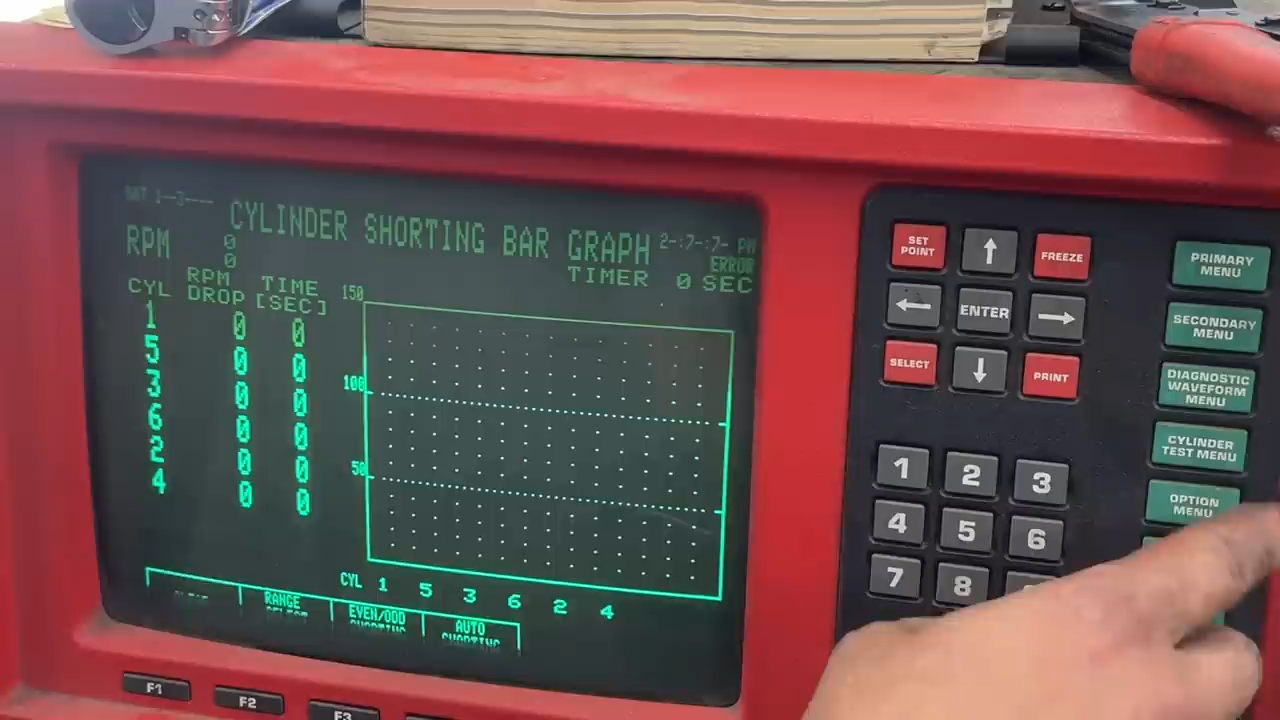 CYLINDER SHORTING BAR GRAPH
RPM 0
0
ERROR
TIMER 0 SEC
CYL RPM DROP TIME [SEC]
1 0 0
5 0 0
3 0 0
6 0 0
2 0 0
4 0 0
150
100
50
CYL 1 5 3 6 2 4
RANGE SELECT
EVEN/ODD SHORTING
AUTO SHORTING
F1
F2
F3
SET POINT
FREEZE
ENTER
SELECT
PRINT
1 2 3
4 5 6
7 8
PRIMARY MENU
SECONDARY MENU
DIAGNOSTIC WAVEFORM MENU
CYLINDER TEST MENU
OPTION MENU